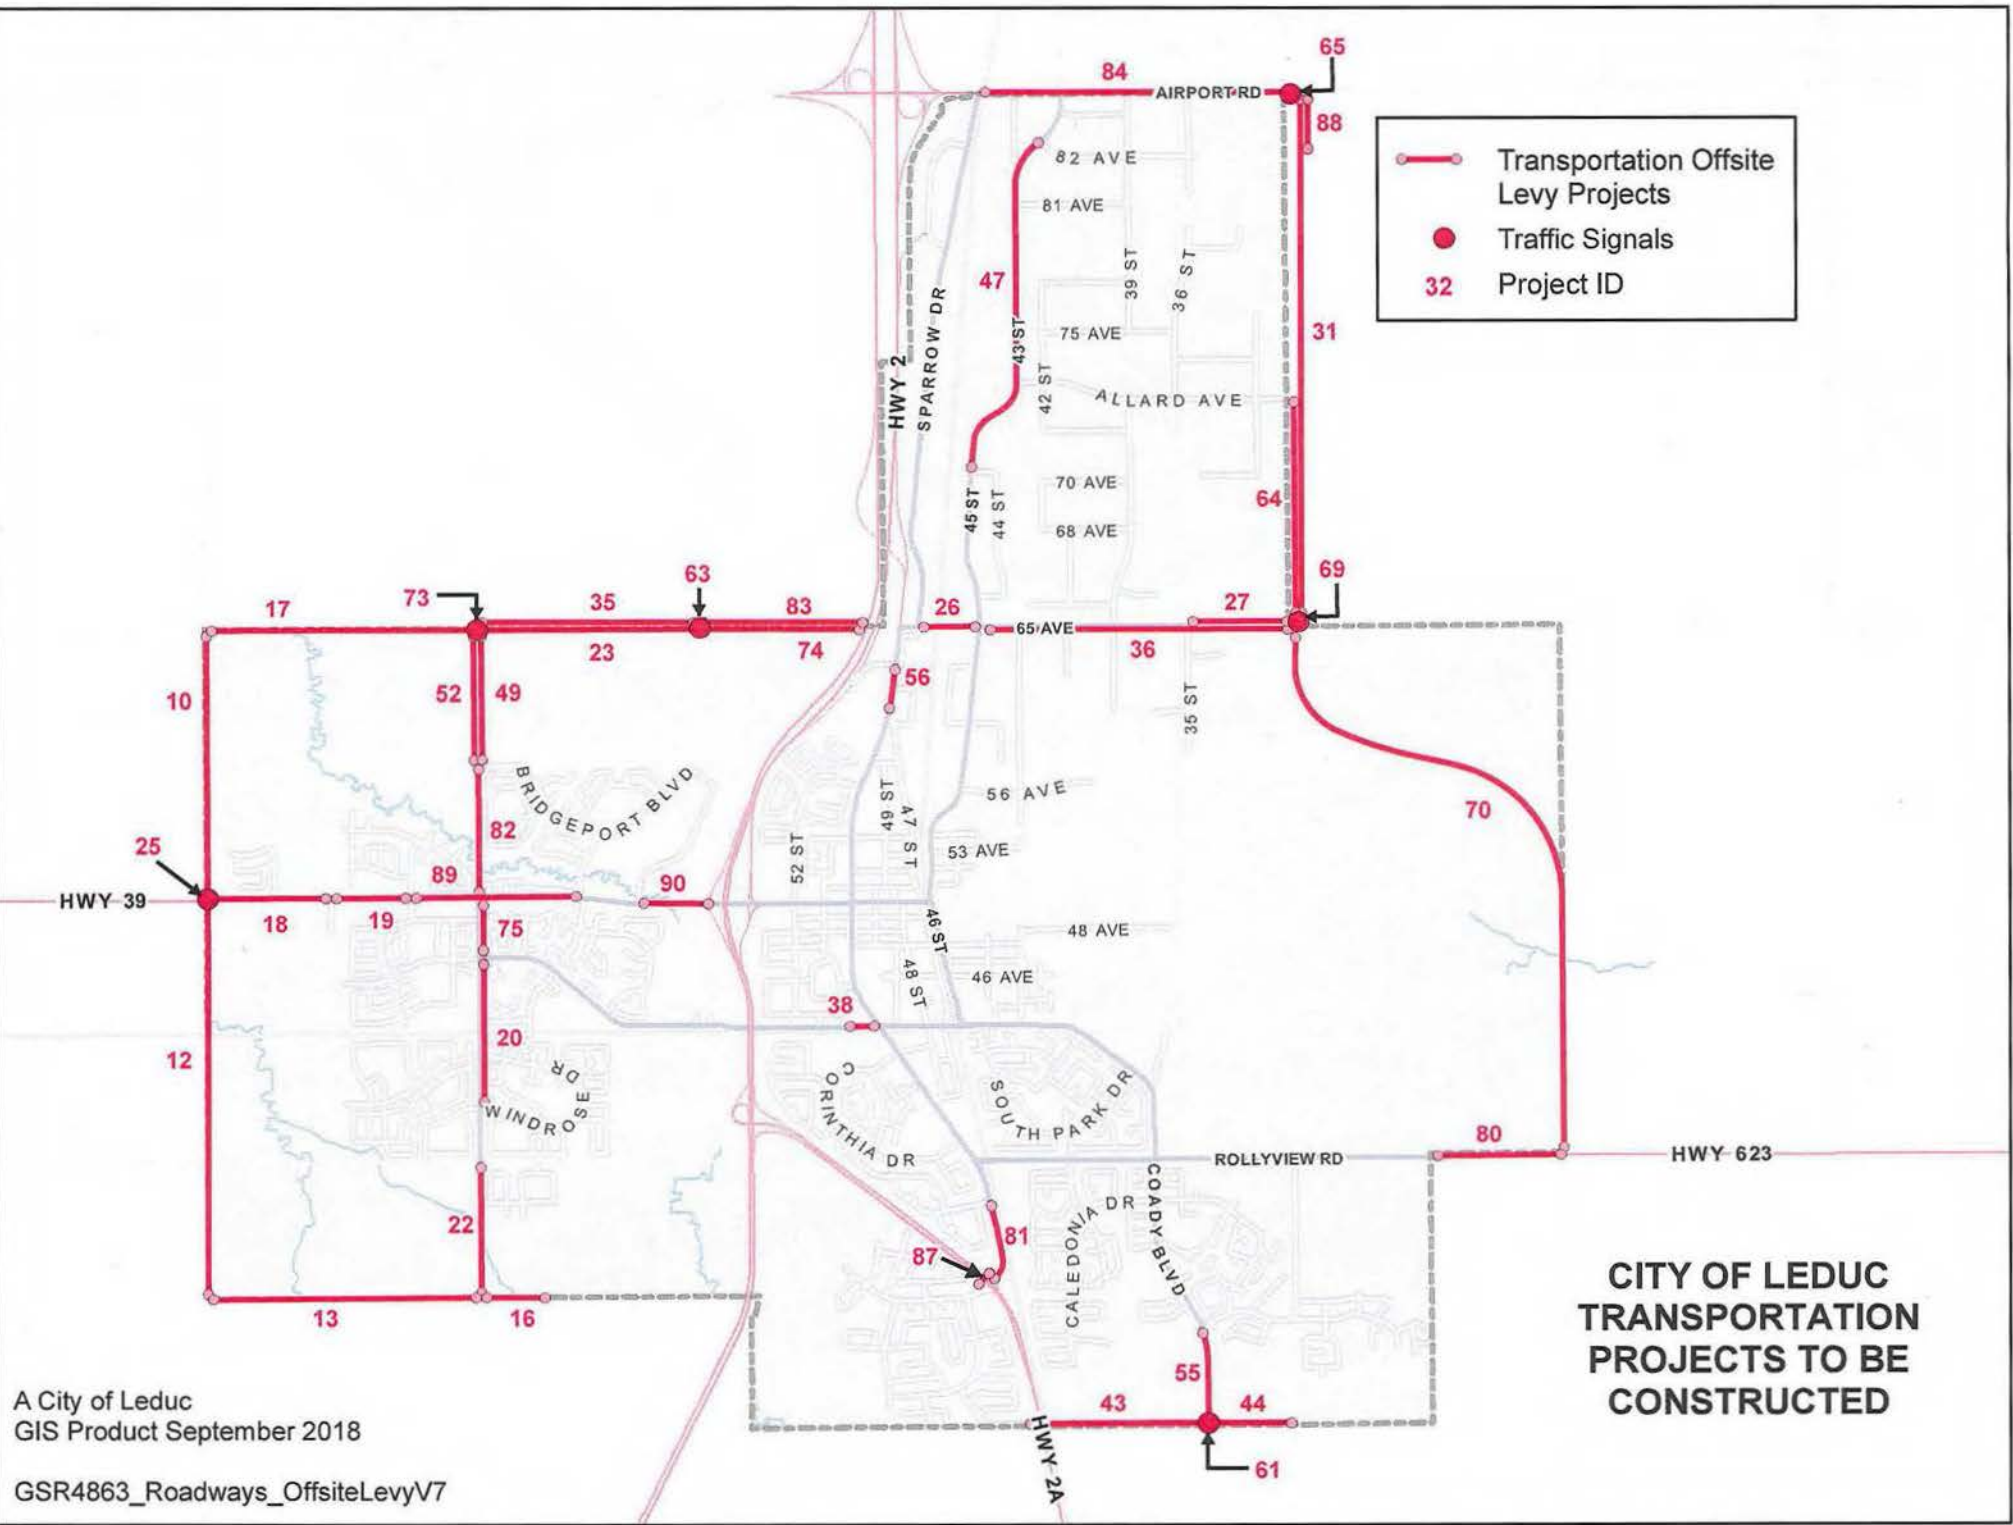 65
84
AIRPORT RD
88
82 AVE
81 AVE
Transportation Offsite
Levy Projects
Traffic Signals
32 Project ID
39 ST
36 ST
47
SPARROW DR
43 ST
75 AVE
31
HWY 2
42 ST
ALLARD AVE
70 AVE
64
45 ST
44 ST
68 AVE
63
69
73
17
35
83
26
27
65 AVE
23
74
36
10
52
49
56
35 ST
BRIDGEPORT BLVD
49 ST
47 ST
56 AVE
70
82
52 ST
53 AVE
25
89
90
HWY 39
18
19
75
46 ST
48 AVE
48 ST
46 AVE
38
20
12
WINDROSE DR
CORINTHIA DR
SOUTH PARK DR
80
ROLLYVIEW RD
HWY 623
COADY BLVD
CALEDONIA DR
22
81
87
13
16
CITY OF LEDUC
TRANSPORTATION
PROJECTS TO BE
CONSTRUCTED
55
43
44
HWY 2A
61
A City of Leduc
GIS Product September 2018
GSR4863_Roadways_OffsiteLevyV7